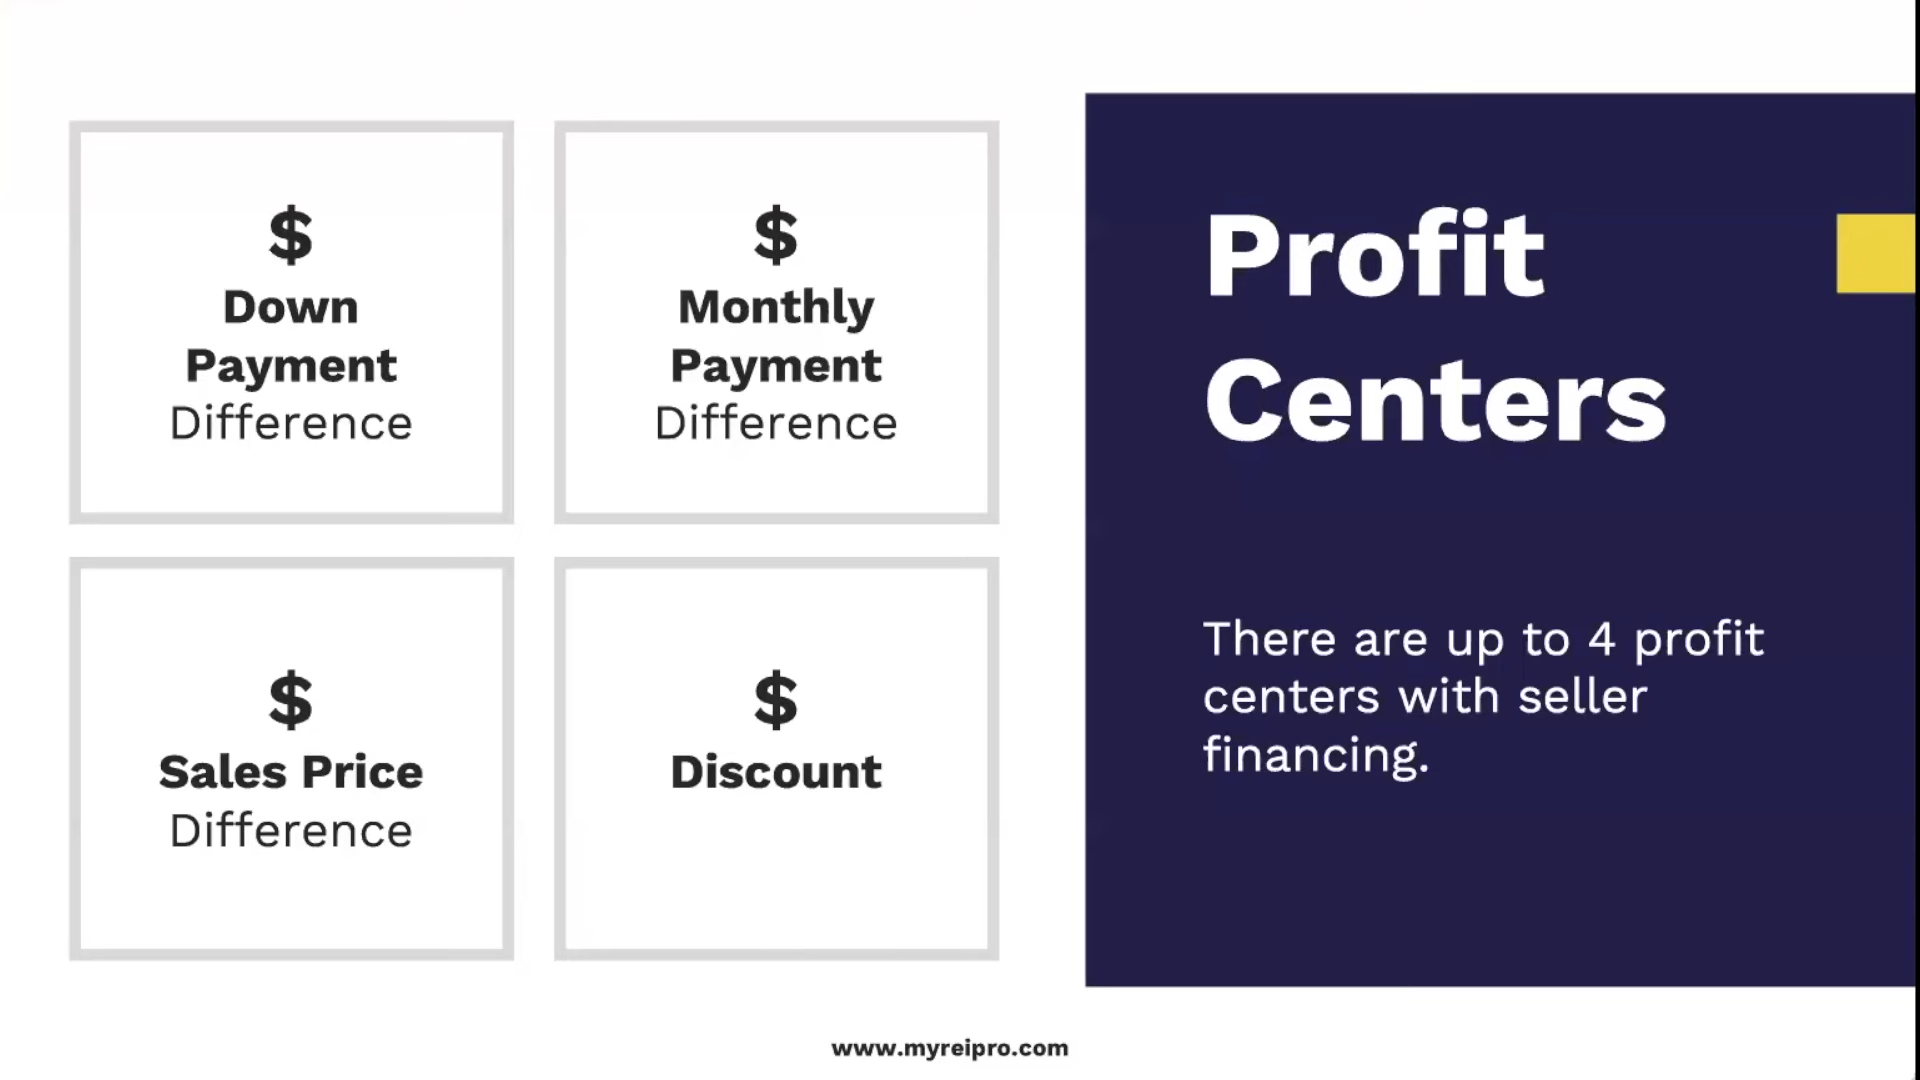 $
Down
Payment
Difference
$
Monthly
Payment
Difference
$
Sales Price
Difference
$
Discount
Profit
Centers
There are up to 4 profit
centers with seller
financing.
www.myreipro.com